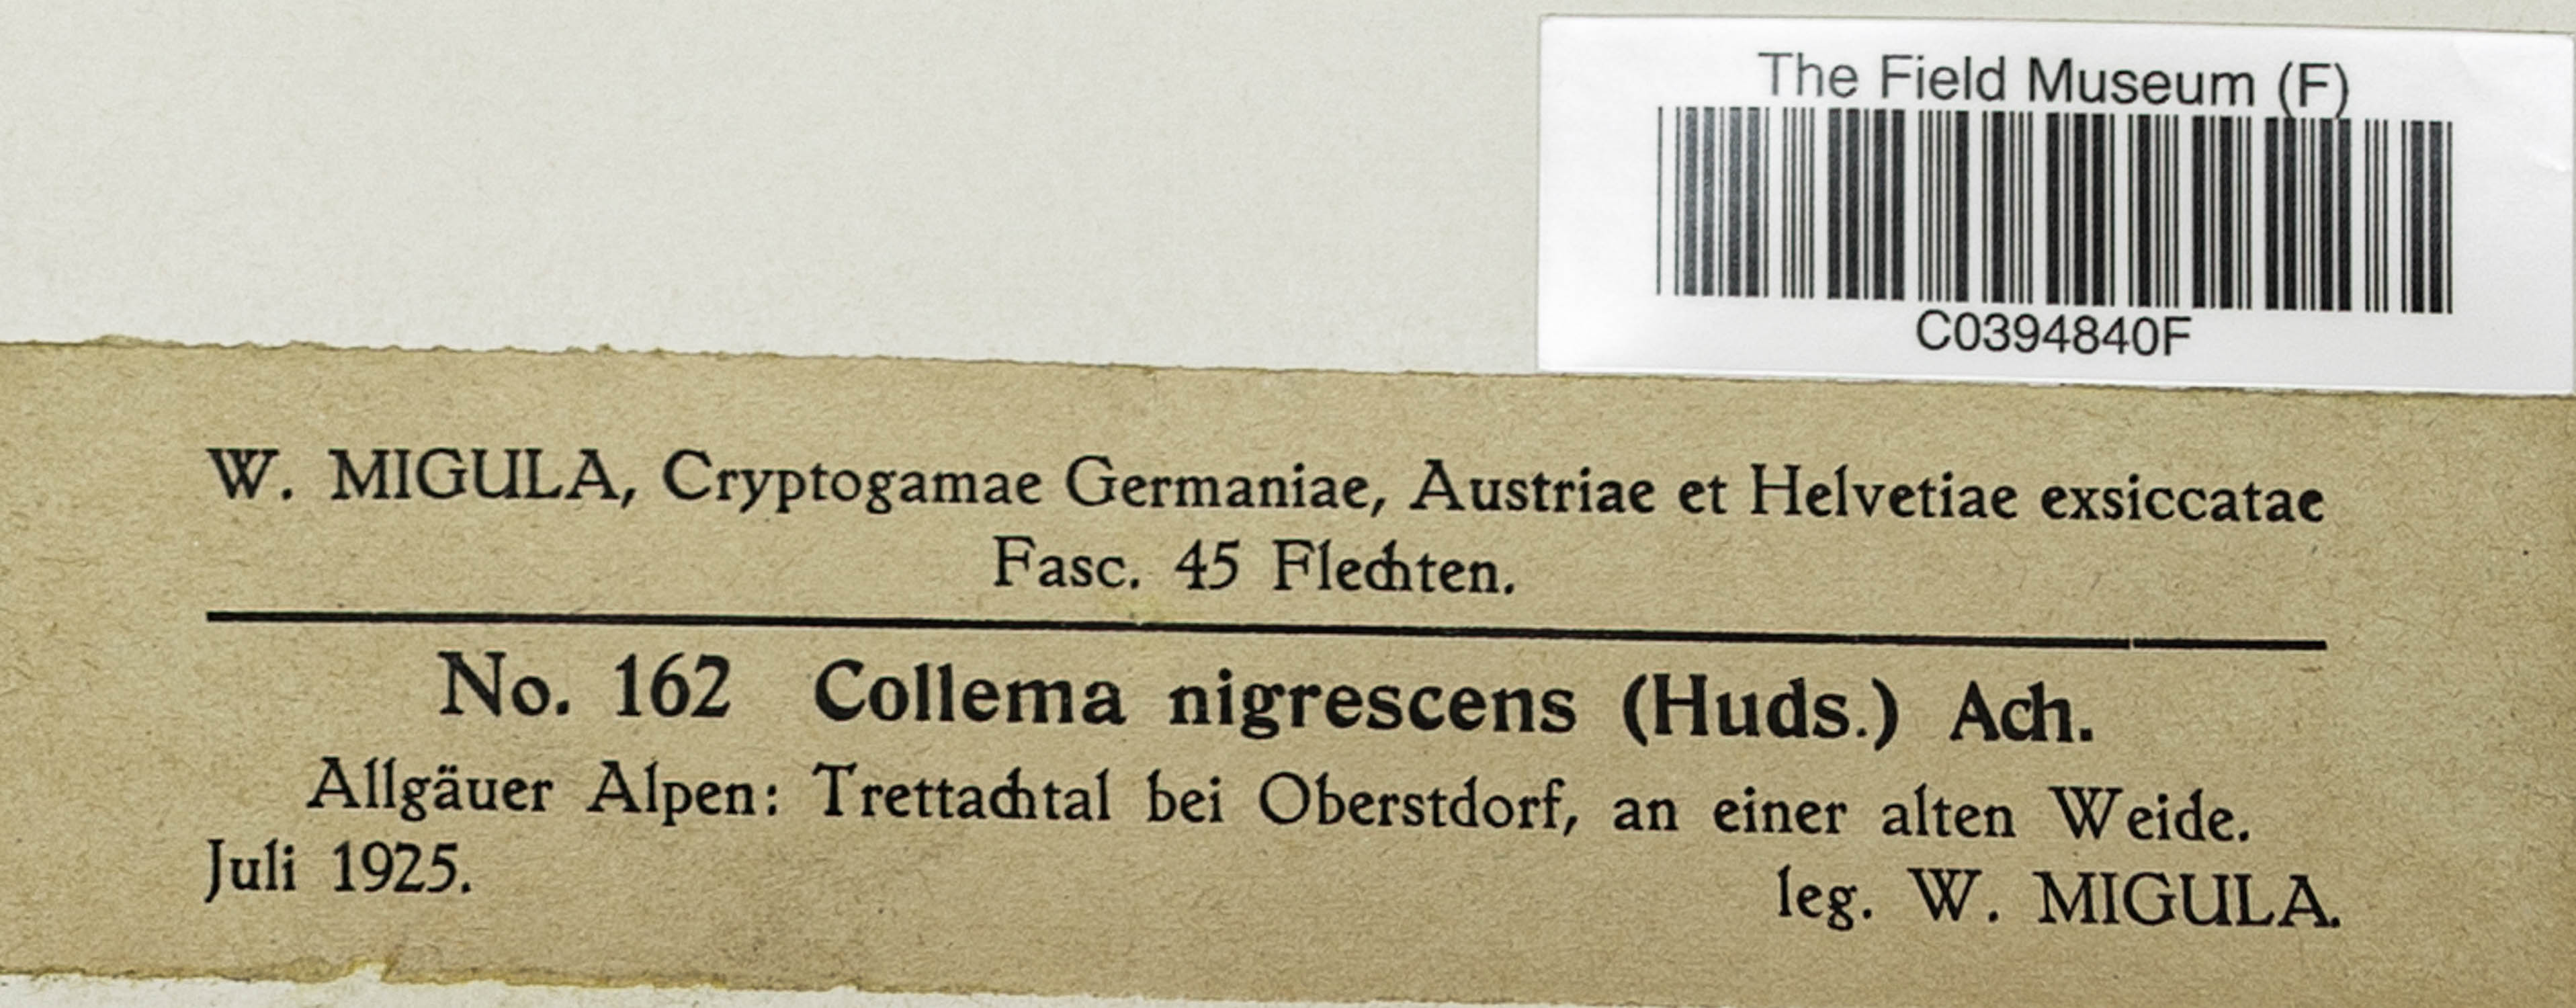 The Field Museum (F)
C0394840F
W. MIGULA, Cryptogamae Germaniae, Austriae et Helvetiae exsiccatae
Fasc. 45 Flechten.
No. 162 Collema nigrescens (Huds.) Ach.
Allgäuer Alpen: Trettachtal bei Oberstdorf, an einer alten Weide.
Juli 1925. leg. W. MIGULA.